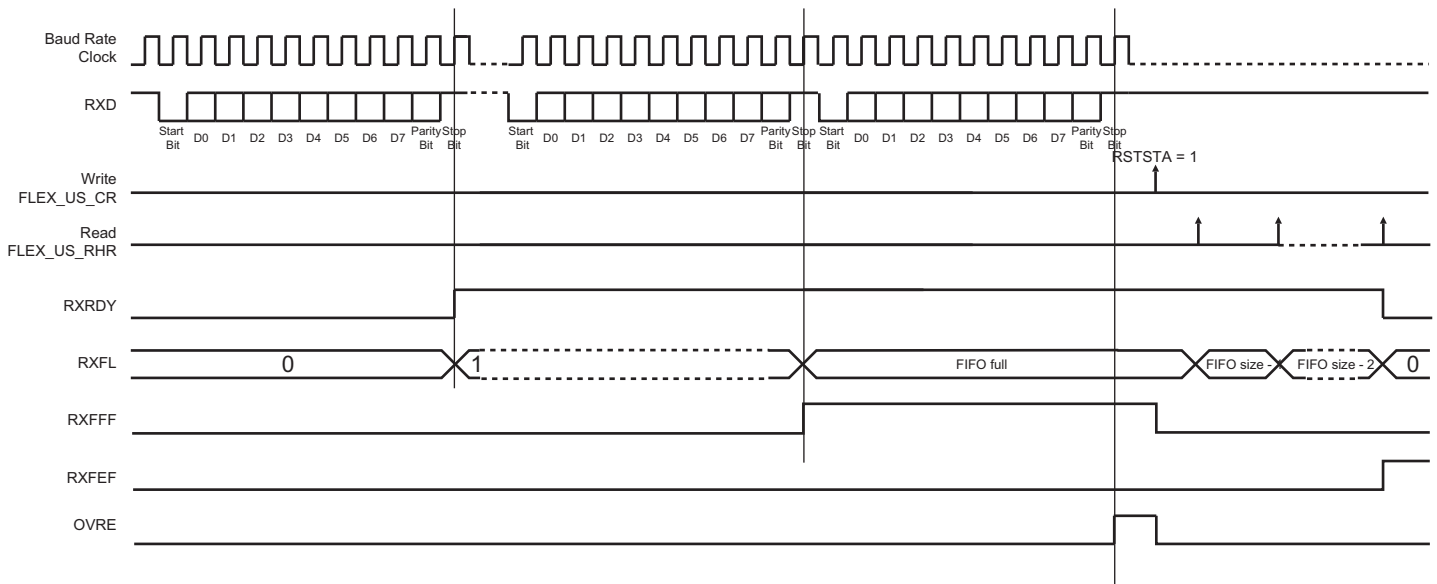 Baud Rate
Clock
RXD
Start
Bit
D0 D1 D2 D3 D4 D5 D6 D7
Parity
Bit
Stop
Bit
Start
Bit
D0 D1 D2 D3 D4 D5 D6 D7
Parity
Bit
Stop
Bit
Start
Bit
D0 D1 D2 D3 D4 D5 D6 D7
Parity
Bit
Stop
Bit
RSTSTA = 1
Write
FLEX_US_CR
Read
FLEX_US_RHR
RXRDY
RXFL
0
1
FIFO full
FIFO size -
FIFO size - 2
0
RXFFF
RXFEF
OVRE